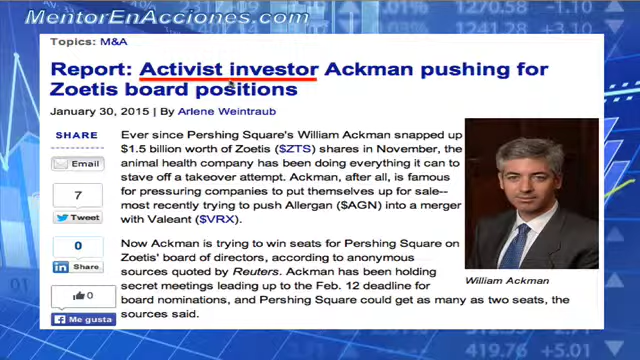 MentorEnAcciones.com
Topics: M&A
Report: Activist investor Ackman pushing for
Zoetis board positions
January 30, 2015 | By Arlene Weintraub
SHARE
Email
7
Tweet
0
Share
0
Me gusta
Ever since Pershing Square's William Ackman snapped up
$1.5 billion worth of Zoetis ($ZTS) shares in November, the
animal health company has been doing everything it can to
stave off a takeover attempt. Ackman, after all, is famous
for pressuring companies to put themselves up for sale--
most recently trying to push Allergan ($AGN) into a merger
with Valeant ($VRX).
William Ackman
Now Ackman is trying to win seats for Pershing Square on
Zoetis' board of directors, according to anonymous
sources quoted by Reuters. Ackman has been holding
secret meetings leading up to the Feb. 12 deadline for
board nominations, and Pershing Square could get as many as two seats, the
sources said.
419.76 +5.01